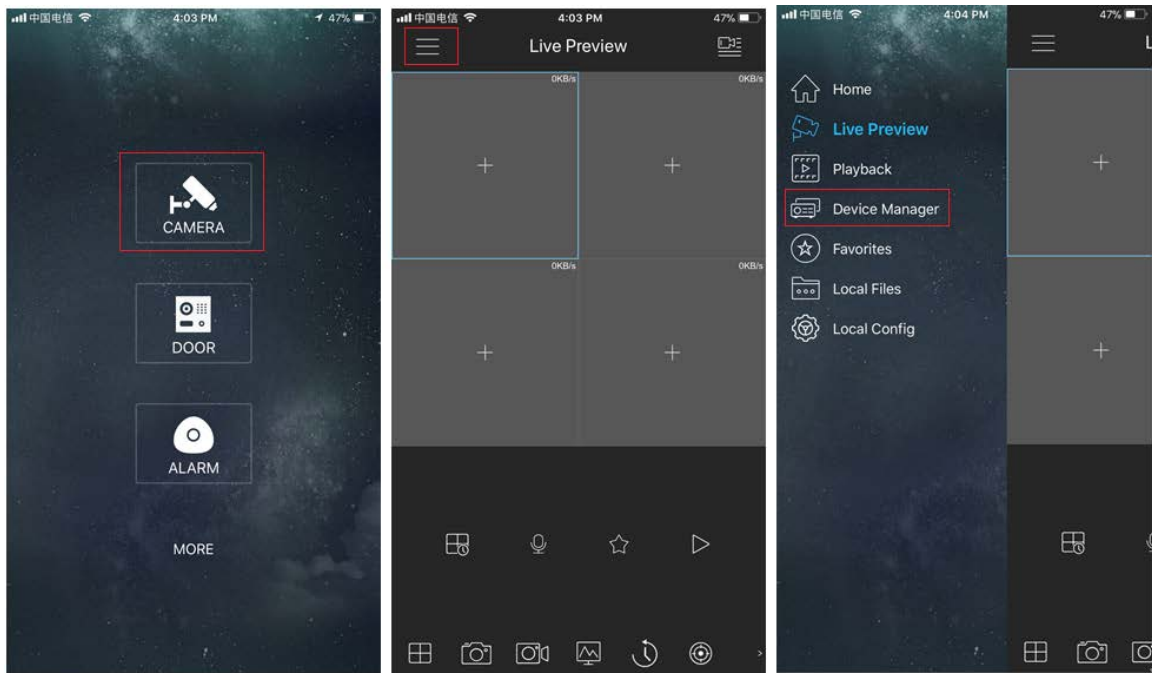 中国电信 4:03 PM 47%
CAMERA
DOOR
ALARM
MORE
中国电信 4:03 PM 47%
Live Preview
0KB/s 0KB/s
0KB/s 0KB/s
中国电信 4:04 PM 47%
L
Home
Live Preview
Playback
Device Manager
Favorites
Local Files
Local Config